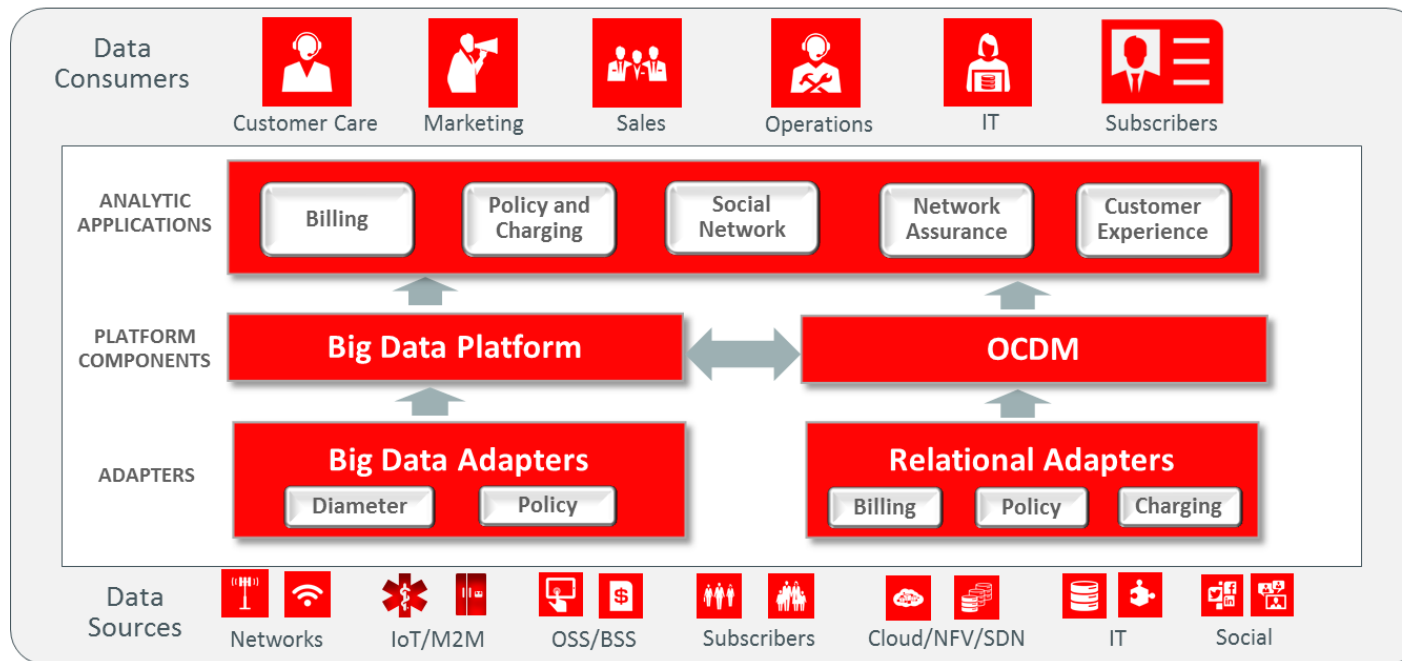 Data
Consumers
Customer Care
Marketing
Sales
Operations
IT
Subscribers
ANALYTIC
APPLICATIONS
Billing
Policy and
Charging
Social
Network
Network
Assurance
Customer
Experience
PLATFORM
COMPONENTS
Big Data Platform
OCDM
ADAPTERS
Big Data Adapters
Diameter
Policy
Relational Adapters
Billing
Policy
Charging
Data
Sources
Networks
IoT/M2M
OSS/BSS
Subscribers
Cloud/NFV/SDN
IT
Social